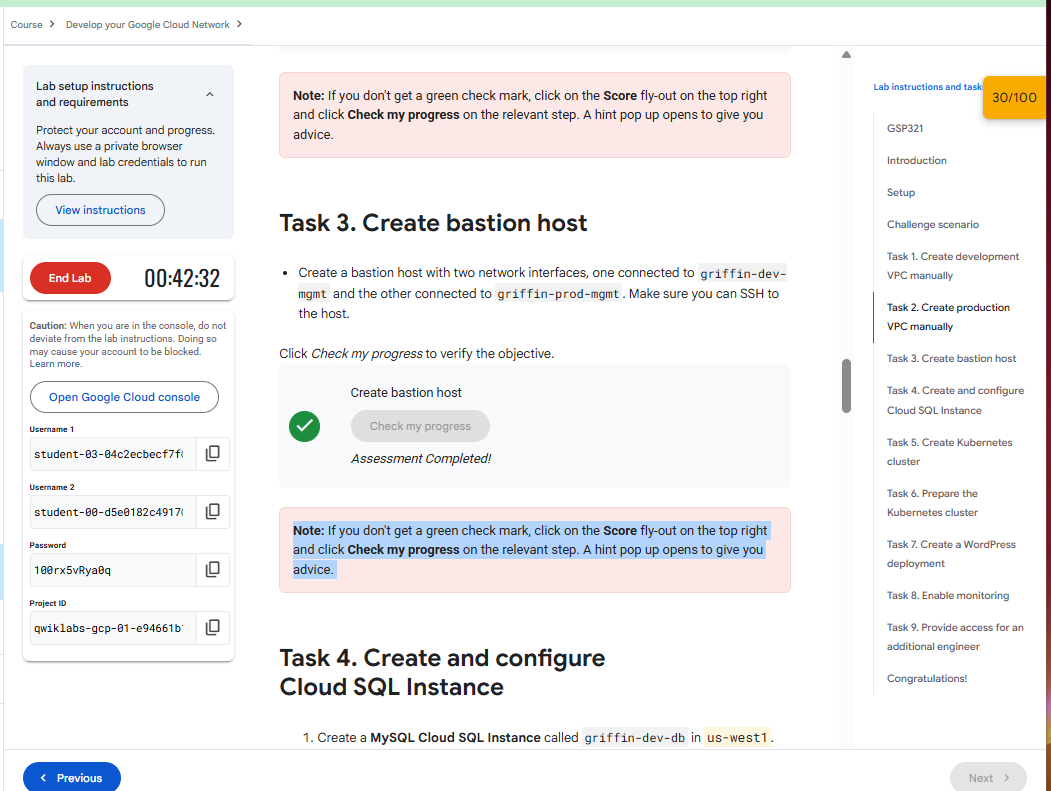 Course > Develop your Google Cloud Network >
Lab setup instructions
and requirements
Protect your account and progress.
Always use a private browser
window and lab credentials to run
this lab.
View instructions
End Lab
00:42:32
Caution: When you are in the console, do not
deviate from the lab instructions. Doing so
may cause your account to be blocked.
Learn more.
Open Google Cloud console
Username 1
student-03-04c2ecbecf7f
Username 2
student-00-d5e0182c4917
Password
100rx5vRya0q
Project ID
qwiklabs-gcp-01-e94661b
Note: If you don't get a green check mark, click on the Score fly-out on the top right
and click Check my progress on the relevant step. A hint pop up opens to give you
advice.
Task 3. Create bastion host
• Create a bastion host with two network interfaces, one connected to griffin-dev-
mgmt and the other connected to griffin-prod-mgmt. Make sure you can SSH to
the host.
Click Check my progress to verify the objective.
Create bastion host
Check my progress
Assessment Completed!
Note: If you don't get a green check mark, click on the Score fly-out on the top right
and click Check my progress on the relevant step. A hint pop up opens to give you
advice.
Task 4. Create and configure
Cloud SQL Instance
1. Create a MySQL Cloud SQL Instance called griffin-dev-db in us-west1.
Lab instructions and tasks
30/100
GSP321
Introduction
Setup
Challenge scenario
Task 1. Create development
VPC manually
Task 2. Create production
VPC manually
Task 3. Create bastion host
Task 4. Create and configure
Cloud SQL Instance
Task 5. Create Kubernetes
cluster
Task 6. Prepare the
Kubernetes cluster
Task 7. Create a WordPress
deployment
Task 8. Enable monitoring
Task 9. Provide access for an
additional engineer
Congratulations!
< Previous
Next >